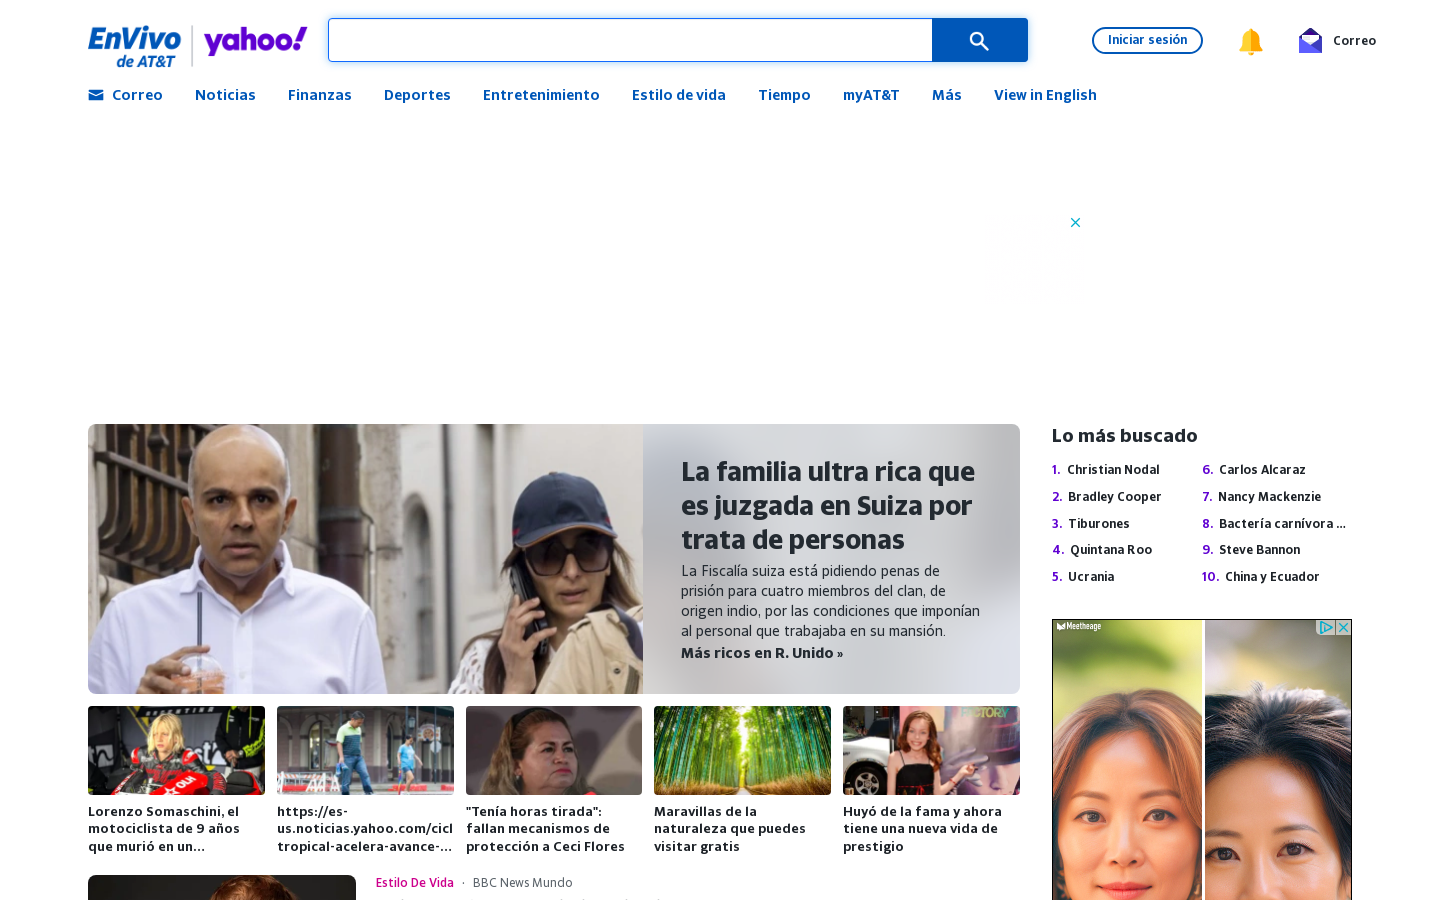 EnVivo
de AT&T
yahoo!
Iniciar sesión
Correo
Correo
Noticias
Finanzas
Deportes
Entretenimiento
Estilo de vida
Tiempo
myAT&T
Más
View in English
La familia ultra rica que
es juzgada en Suiza por
trata de personas
La Fiscalía suiza está pidiendo penas de
prisión para cuatro miembros del clan, de
origen indio, por las condiciones que imponían
al personal que trabajaba en su mansión.
Más ricos en R. Unido »
Lorenzo Somaschini, el
motociclista de 9 años
que murió en un...
https://es-
us.noticias.yahoo.com/cicl
tropical-acelera-avance-...
"Tenía horas tirada":
fallan mecanismos de
protección a Ceci Flores
Maravillas de la
naturaleza que puedes
visitar gratis
FACTORY
Huyó de la fama y ahora
tiene una nueva vida de
prestigio
Estilo De Vida · BBC News Mundo
Lo más buscado
1. Christian Nodal
2. Bradley Cooper
3. Tiburones
4. Quintana Roo
5. Ucrania
6. Carlos Alcaraz
7. Nancy Mackenzie
8. Bactería carnívora ...
9. Steve Bannon
10. China y Ecuador
Meetheage